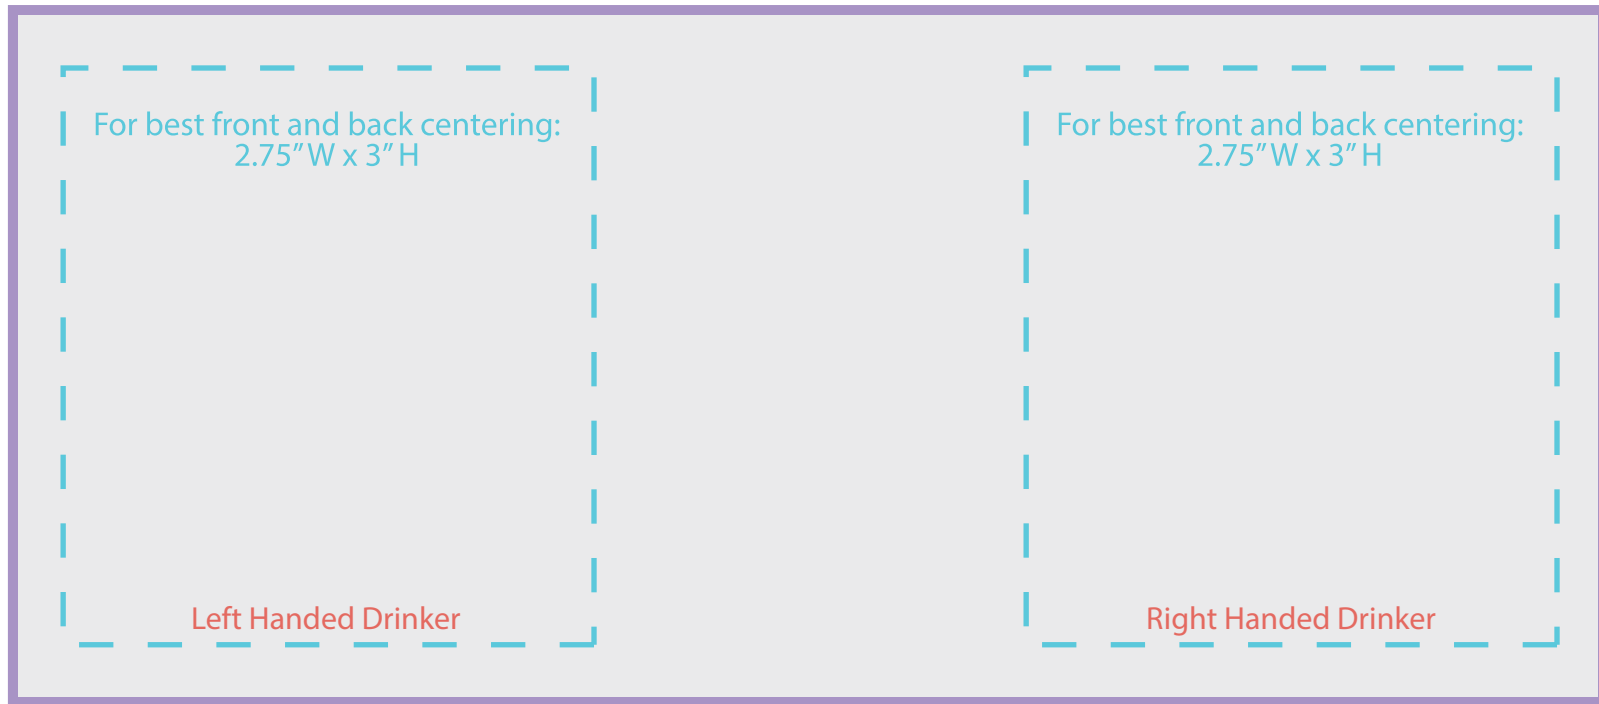 For best front and back centering:
2.75” W x 3” H
Left Handed Drinker
For best front and back centering:
2.75” W x 3” H
Right Handed Drinker